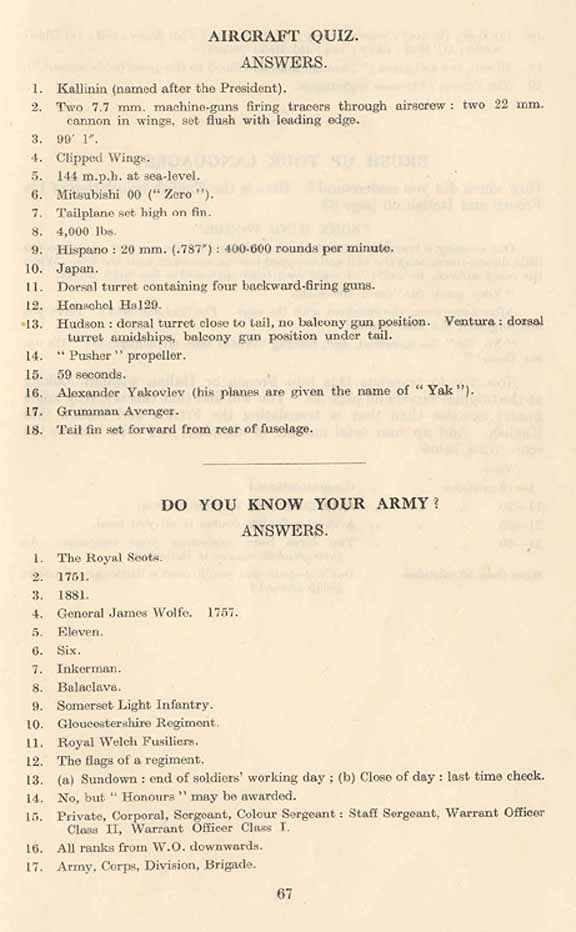 AIRCRAFT QUIZ.
ANSWERS.
1. Kallinin (named after the President).
2. Two 7.7 mm. machine-guns firing tracers through airscrew : two 22 mm.
cannon in wings, set flush with leading edge.
3. 99′ 1″.
4. Clipped Wings.
5. 144 m.p.h. at sea-level.
6. Mitsubishi 00 (“ Zero ”).
7. Tailplane set high on fin.
8. 4,000 lbs.
9. Hispano : 20 mm. (.787″) : 400-600 rounds per minute.
10. Japan.
11. Dorsal turret containing four backward-firing guns.
12. Henschel Hs129.
13. Hudson : dorsal turret close to tail, no balcony gun position. Ventura : dorsal
turret amidships, balcony gun position under tail.
14. “ Pusher ” propeller.
15. 59 seconds.
16. Alexander Yakovlev (his planes are given the name of “ Yak ”).
17. Grumman Avenger.
18. Tail fin set forward from rear of fuselage.
DO YOU KNOW YOUR ARMY ?
ANSWERS.
1. The Royal Scots.
2. 1751.
3. 1881.
4. General James Wolfe. 1757.
5. Eleven.
6. Six.
7. Inkerman.
8. Balaclava.
9. Somerset Light Infantry.
10. Gloucestershire Regiment.
11. Royal Welch Fusiliers.
12. The flags of a regiment.
13. (a) Sundown : end of soldiers’ working day ; (b) Close of day : last time check.
14. No, but “ Honours ” may be awarded.
15. Private, Corporal, Sergeant, Colour Sergeant : Staff Sergeant, Warrant Officer
Class II, Warrant Officer Class I.
16. All ranks from W.O. downwards.
17. Army, Corps, Division, Brigade.
67